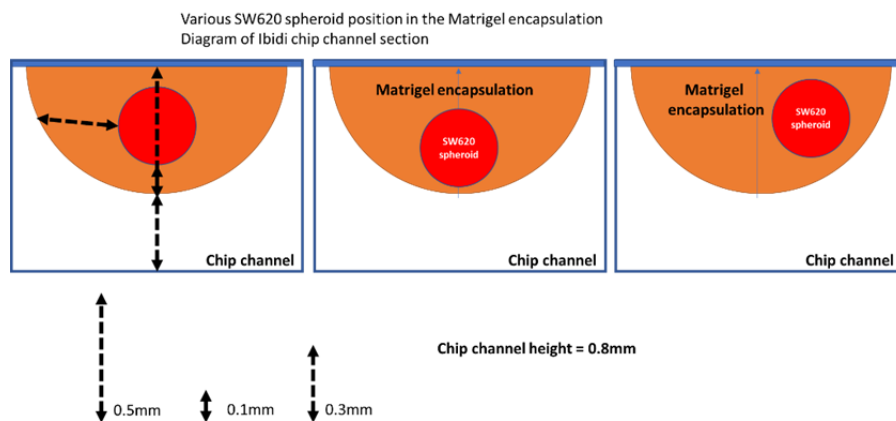 Various SW620 spheroid position in the Matrigel encapsulation
Diagram of Ibidi chip channel section
Chip channel
Matrigel encapsulation
SW620
spheroid
Chip channel
Matrigel
encapsulation
SW620
spheroid
Chip channel
0.5mm
0.1mm
0.3mm
Chip channel height = 0.8mm